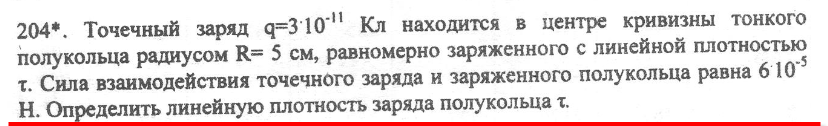 204*. Точечный заряд q=3·10⁻¹¹ Кл находится в центре кривизны тонкого
полукольца радиусом R= 5 см, равномерно заряженного с линейной плотностью
τ. Сила взаимодействия точечного заряда и заряженного полукольца равна 6·10⁻⁵
Н. Определить линейную плотность заряда полукольца τ.